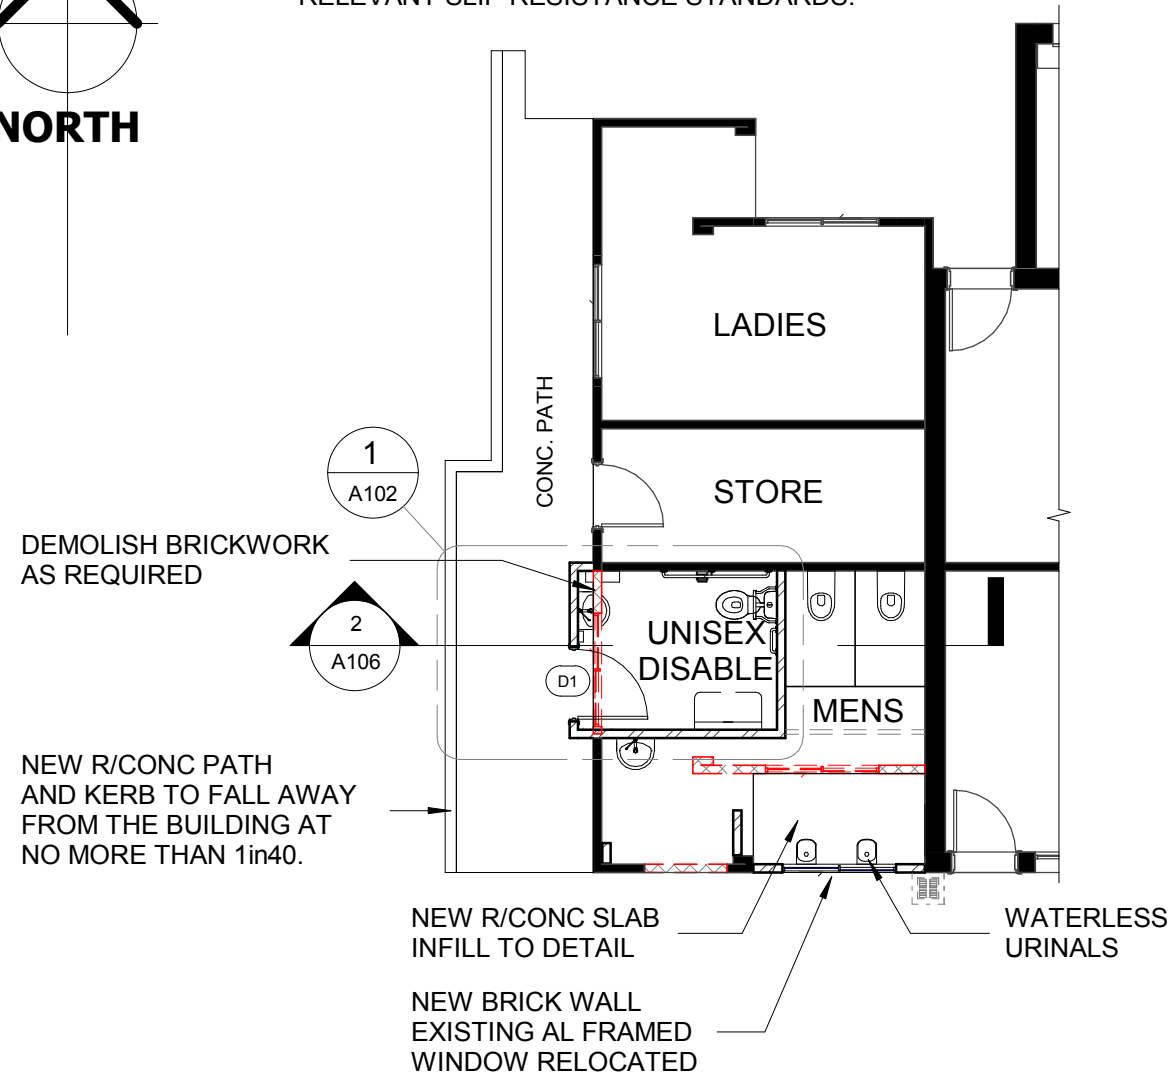 RELEVANT SLIP RESISTANCE STANDARDS.
NORTH
LADIES
CONC. PATH
1
A102
STORE
DEMOLISH BRICKWORK
AS REQUIRED
2
A106
UNISEX
DISABLE
D1
MENS
NEW R/CONC PATH
AND KERB TO FALL AWAY
FROM THE BUILDING AT
NO MORE THAN 1in40.
NEW R/CONC SLAB
INFILL TO DETAIL
WATERLESS
URINALS
NEW BRICK WALL
EXISTING AL FRAMED
WINDOW RELOCATED